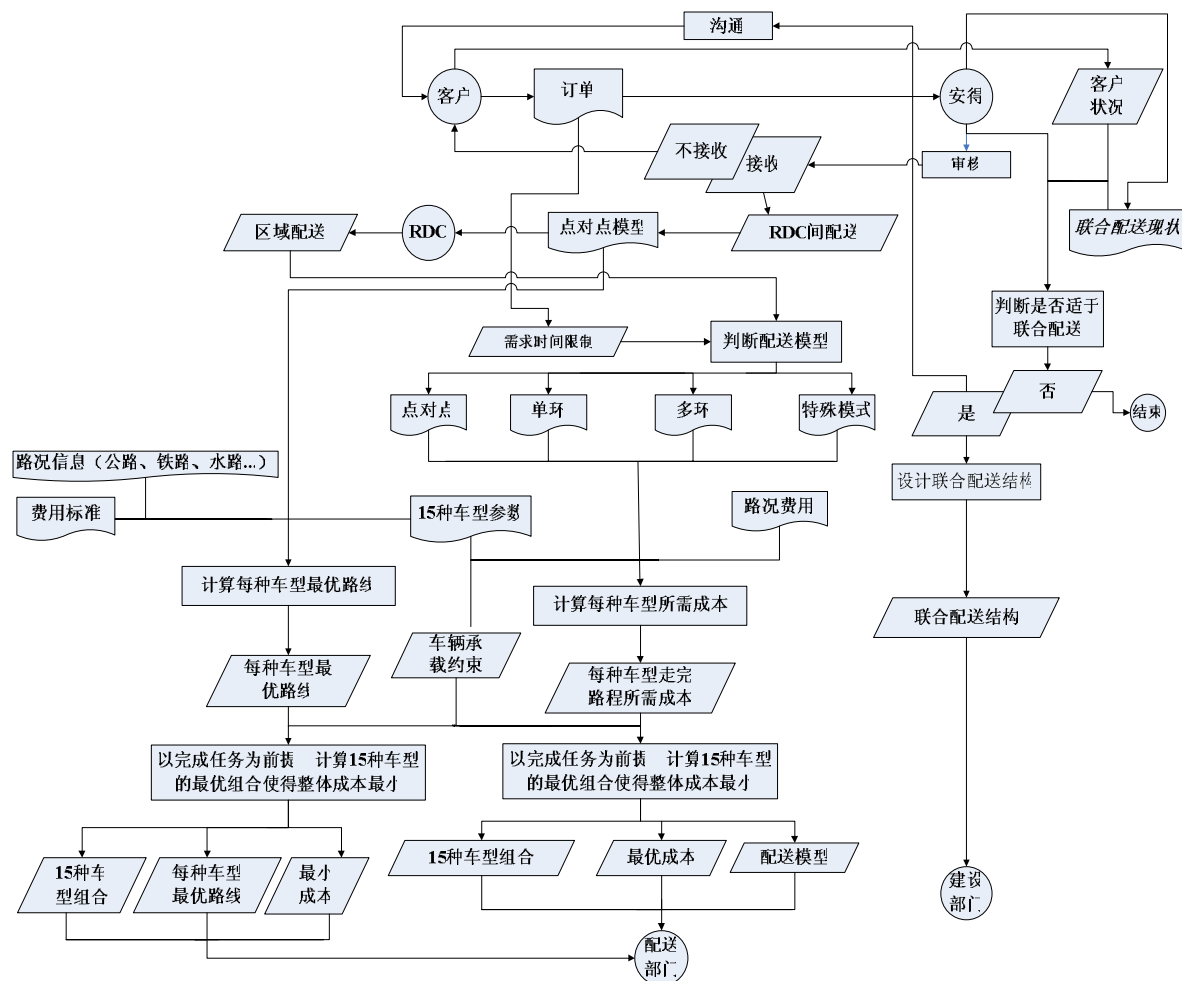 沟通
客户
订单
安得
客户
状况
不接收
接收
审核
联合配送现状
区域配送
RDC
点对点模型
RDC间配送
判断是否适于
联合配送
需求时间限制
判断配送模型
否
是
结束
点对点
单环
多环
特殊模式
路况信息（公路、铁路、水路...）
设计联合配送结构
费用标准
15种车型参数
路况费用
计算每种车型最优路线
计算每种车型所需成本
联合配送结构
车辆承
载约束
每种车型最
优路线
每种车型走完
路程所需成本
以完成任务为前提 计算15种车型
的最优组合使得整体成本最小
以完成任务为前提 计算15种车型
的最优组合使得整体成本最小
15种车
型组合
每种车型
最优路线
最小
成本
15种车型组合
最优成本
配送模型
建设
部门
配送
部门